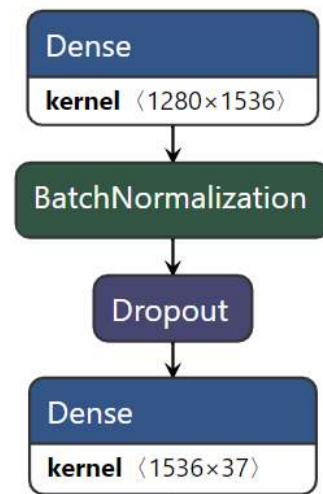 Dense
kernel 〈1280×1536〉
BatchNormalization
Dropout
Dense
kernel 〈1536×37〉